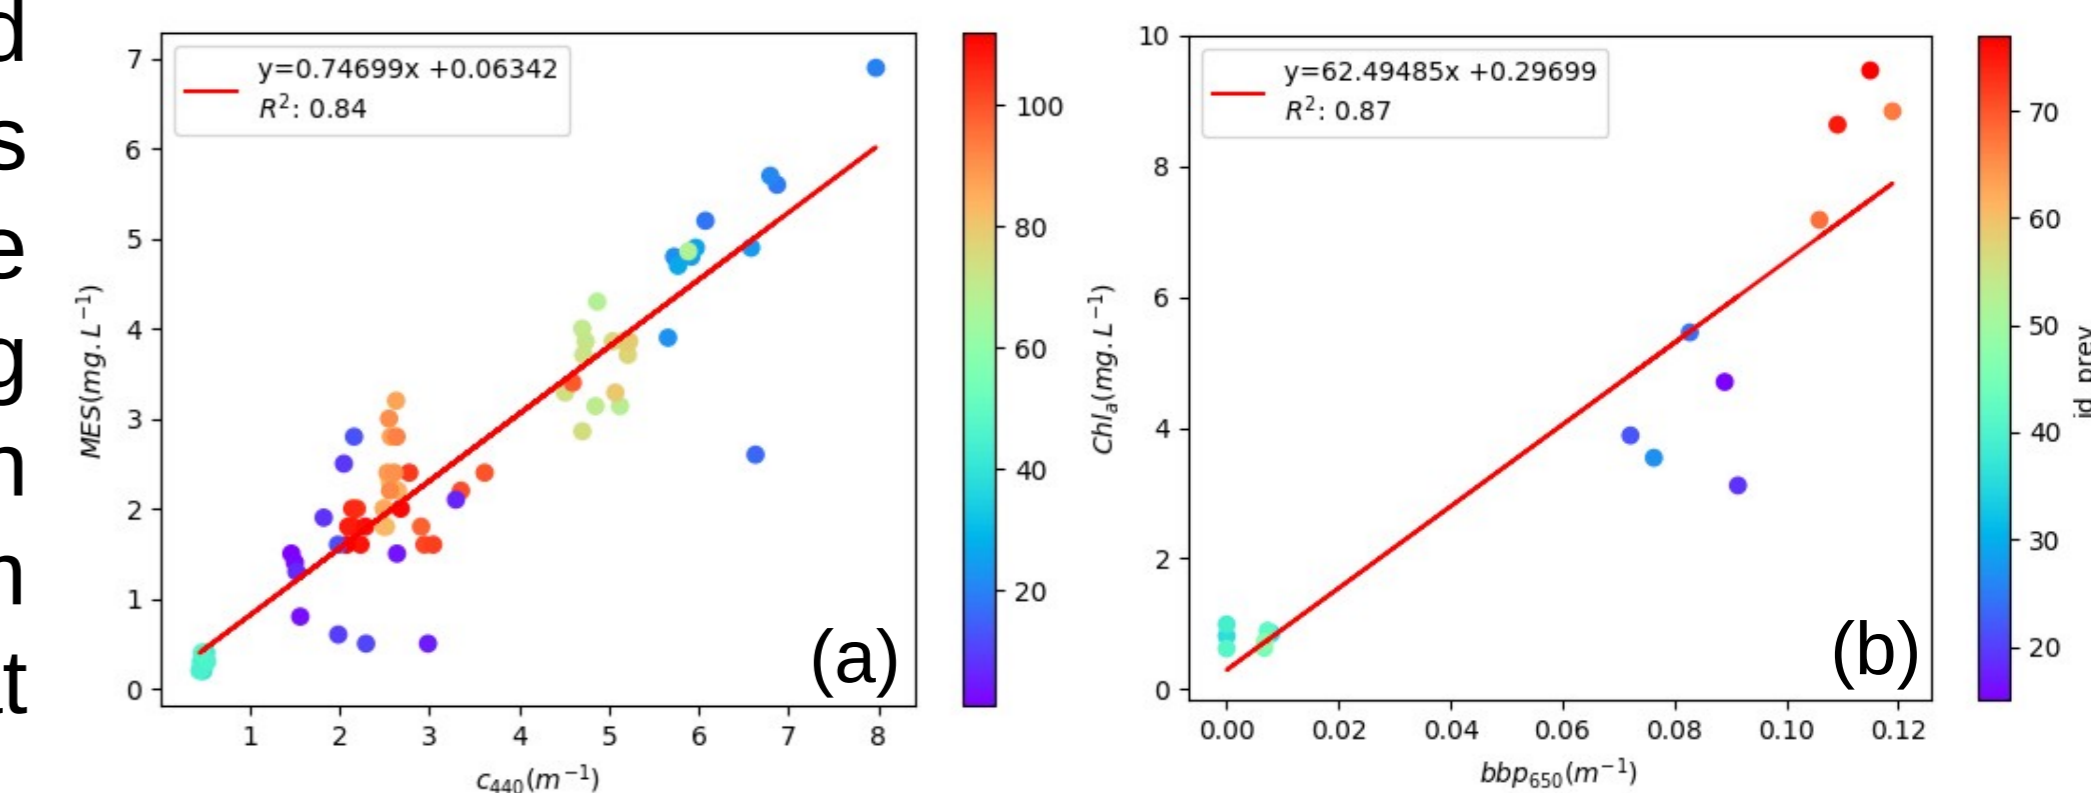 d
s
e
g
n
n
at
y=0.74699x +0.06342
R²: 0.84
7
6
5
4
3
2
1
0
MES(mg.L⁻¹)
1 2 3 4 5 6 7 8
c₄₄₀(m⁻¹)
(a)
100
80
60
40
20
y=62.49485x +0.29699
R²: 0.87
10
8
6
4
2
0
Chlₐ(mg.L⁻¹)
0.00 0.02 0.04 0.06 0.08 0.10 0.12
bbp₆₅₀(m⁻¹)
(b)
70
60
50
40
30
20
id_prev